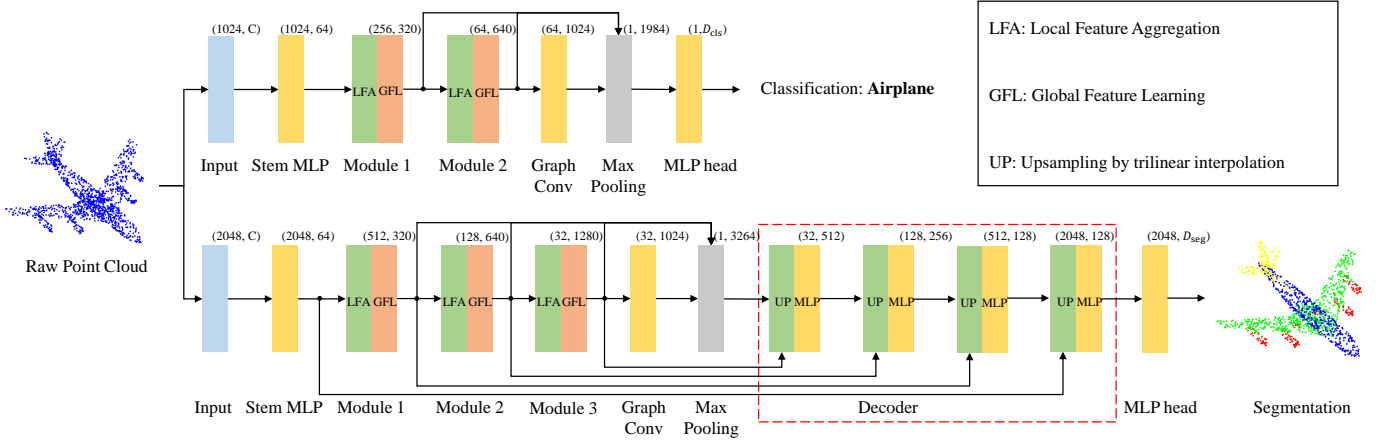 (1024, C) (1024, 64) (256, 320) (64, 640) (64, 1024) (1, 1984) (1,Dcls)
LFA GFL LFA GFL
Classification: Airplane
Input Stem MLP Module 1 Module 2 Graph Conv Max Pooling MLP head
LFA: Local Feature Aggregation
GFL: Global Feature Learning
UP: Upsampling by trilinear interpolation
Raw Point Cloud
(2048, C) (2048, 64) (512, 320) (128, 640) (32, 1280) (32, 1024) (1, 3264) (32, 512) (128, 256) (512, 128) (2048, 128) (2048, Dseg)
LFA GFL LFA GFL LFA GFL UP MLP UP MLP UP MLP UP MLP
Input Stem MLP Module 1 Module 2 Module 3 Graph Conv Max Pooling Decoder MLP head Segmentation